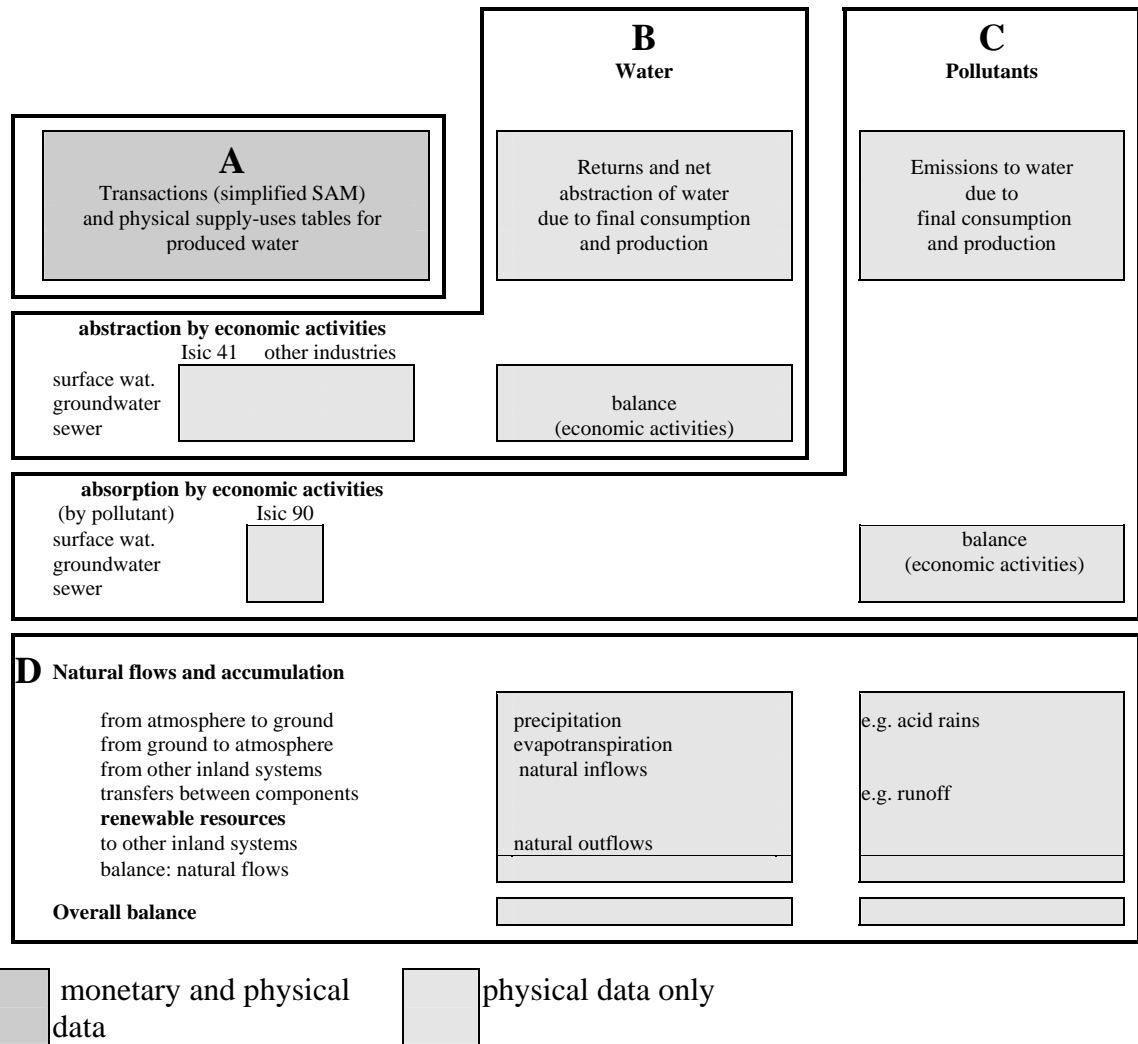 B
Water
C
Pollutants
A
Transactions (simplified SAM)
and physical supply-uses tables for
produced water
Returns and net
abstraction of water
due to final consumption
and production
Emissions to water
due to
final consumption
and production
abstraction by economic activities
Isic 41 other industries
surface wat.
groundwater
sewer
balance
(economic activities)
absorption by economic activities
(by pollutant) Isic 90
surface wat.
groundwater
sewer
balance
(economic activities)
D Natural flows and accumulation
from atmosphere to ground precipitation e.g. acid rains
from ground to atmosphere evapotranspiration
from other inland systems natural inflows
transfers between components e.g. runoff
renewable resources
to other inland systems natural outflows
balance: natural flows
Overall balance
monetary and physical
data
physical data only